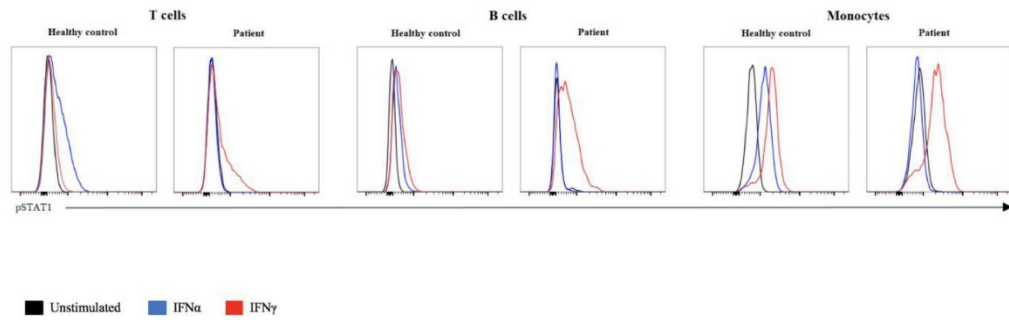 T cells
B cells
Monocytes
Healthy control
Patient
Healthy control
Patient
Healthy control
Patient
pSTAT1
Unstimulated
IFNα
IFNγ